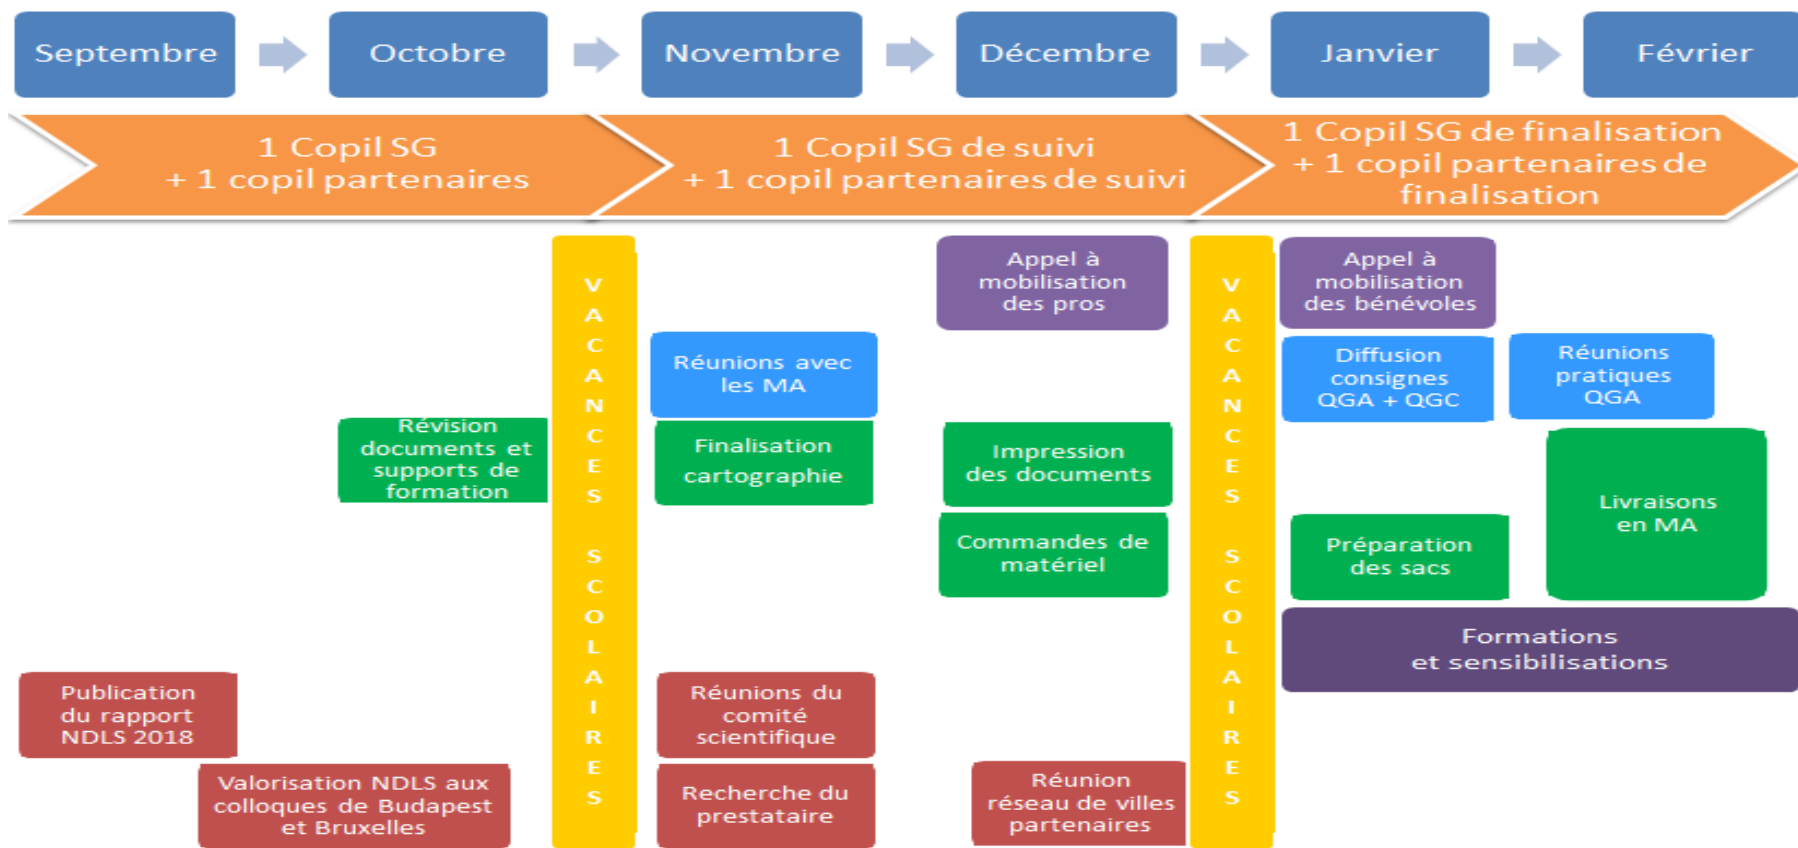 Septembre
Octobre
Novembre
Décembre
Janvier
Février
1 Copil SG
+ 1 copil partenaires
1 Copil SG de suivi
+ 1 copil partenaires de suivi
1 Copil SG de finalisation
+ 1 copil partenaires de
finalisation
VACANCES SCOLAIRES
Appel à
mobilisation
des pros
VACANCES SCOLAIRES
Appel à
mobilisation
des bénévoles
Réunions avec
les MA
Diffusion
consignes
QGA + QGC
Réunions
pratiques
QGA
Révision
documents et
supports de
formation
Finalisation
cartographie
Impression
des documents
Livraisons
en MA
Commandes de
matériel
Préparation
des sacs
Formations
et sensibilisations
Publication
du rapport
NDLS 2018
Réunions du
comité
scientifique
Valorisation NDLS aux
colloques de Budapest
et Bruxelles
Recherche du
prestataire
Réunion
réseau de villes
partenaires